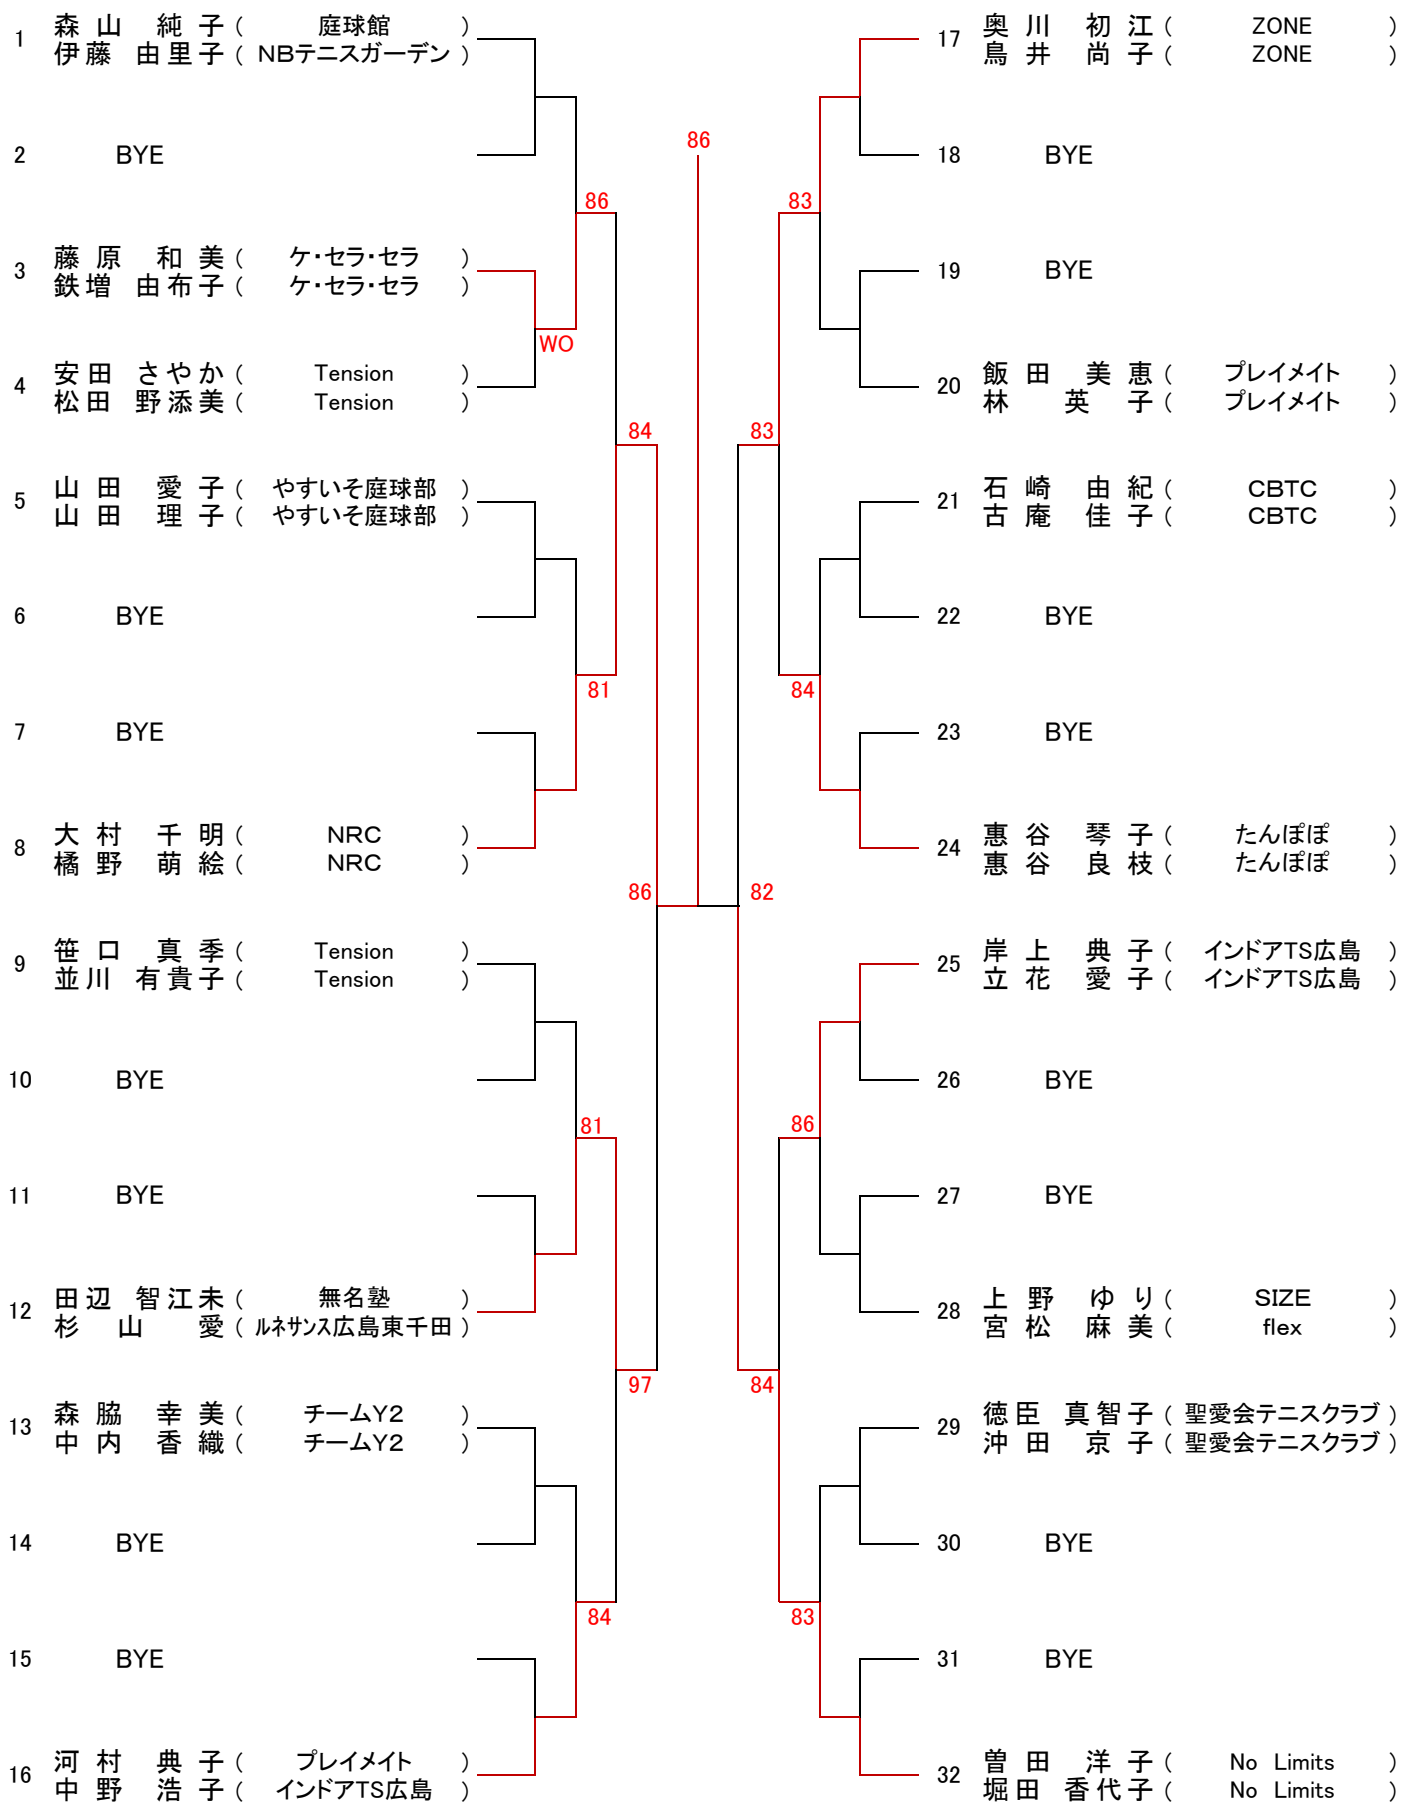 1 森山 純子 ( 庭球館 )
伊藤 由里子 ( NBテニスガーデン )
2 BYE
3 藤原 和美 ( ケ・セラ・セラ )
鉄増 由布子 ( ケ・セラ・セラ )
4 安田 さやか ( Tension )
松田 野添美 ( Tension )
5 山田 愛子 ( やすいそ庭球部 )
山田 理子 ( やすいそ庭球部 )
6 BYE
7 BYE
8 大村 千明 ( NRC )
橘野 萌絵 ( NRC )
9 笹口 真季 ( Tension )
並川 有貴子 ( Tension )
10 BYE
11 BYE
12 田辺 智江未 ( 無名塾 )
杉山 愛 ( ルネサンス広島東千田 )
13 森脇 幸美 ( チームY2 )
中内 香織 ( チームY2 )
14 BYE
15 BYE
16 河村 典子 ( プレイメイト )
中野 浩子 ( インドアTS広島 )
86
WO
81
81
84
84
97
86
86
82
83
84
83
84
86
83
17 奥川 初江 ( ZONE )
鳥井 尚子 ( ZONE )
18 BYE
19 BYE
20 飯田 美恵 ( プレイメイト )
林 英子 ( プレイメイト )
21 石崎 由紀 ( CBTC )
古庵 佳子 ( CBTC )
22 BYE
23 BYE
24 惠谷 琴子 ( たんぽぽ )
惠谷 良枝 ( たんぽぽ )
25 岸上 典子 ( インドアTS広島 )
立花 愛子 ( インドアTS広島 )
26 BYE
27 BYE
28 上野 ゆり ( SIZE )
宮松 麻美 ( flex )
29 徳臣 真智子 ( 聖愛会テニスクラブ )
沖田 京子 ( 聖愛会テニスクラブ )
30 BYE
31 BYE
32 曽田 洋子 ( No Limits )
堀田 香代子 ( No Limits )